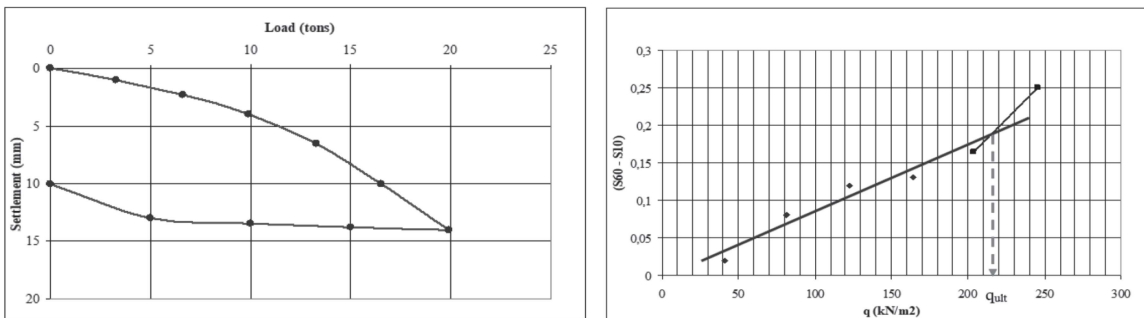 Load (tons)
0 5 10 15 20 25
0
5
10
15
20
Settlement (mm)
0,3
0,25
0,2
0,15
0,1
0,05
0
(S60 - S10)
0 50 100 150 200 250 300
qult
q (kN/m2)